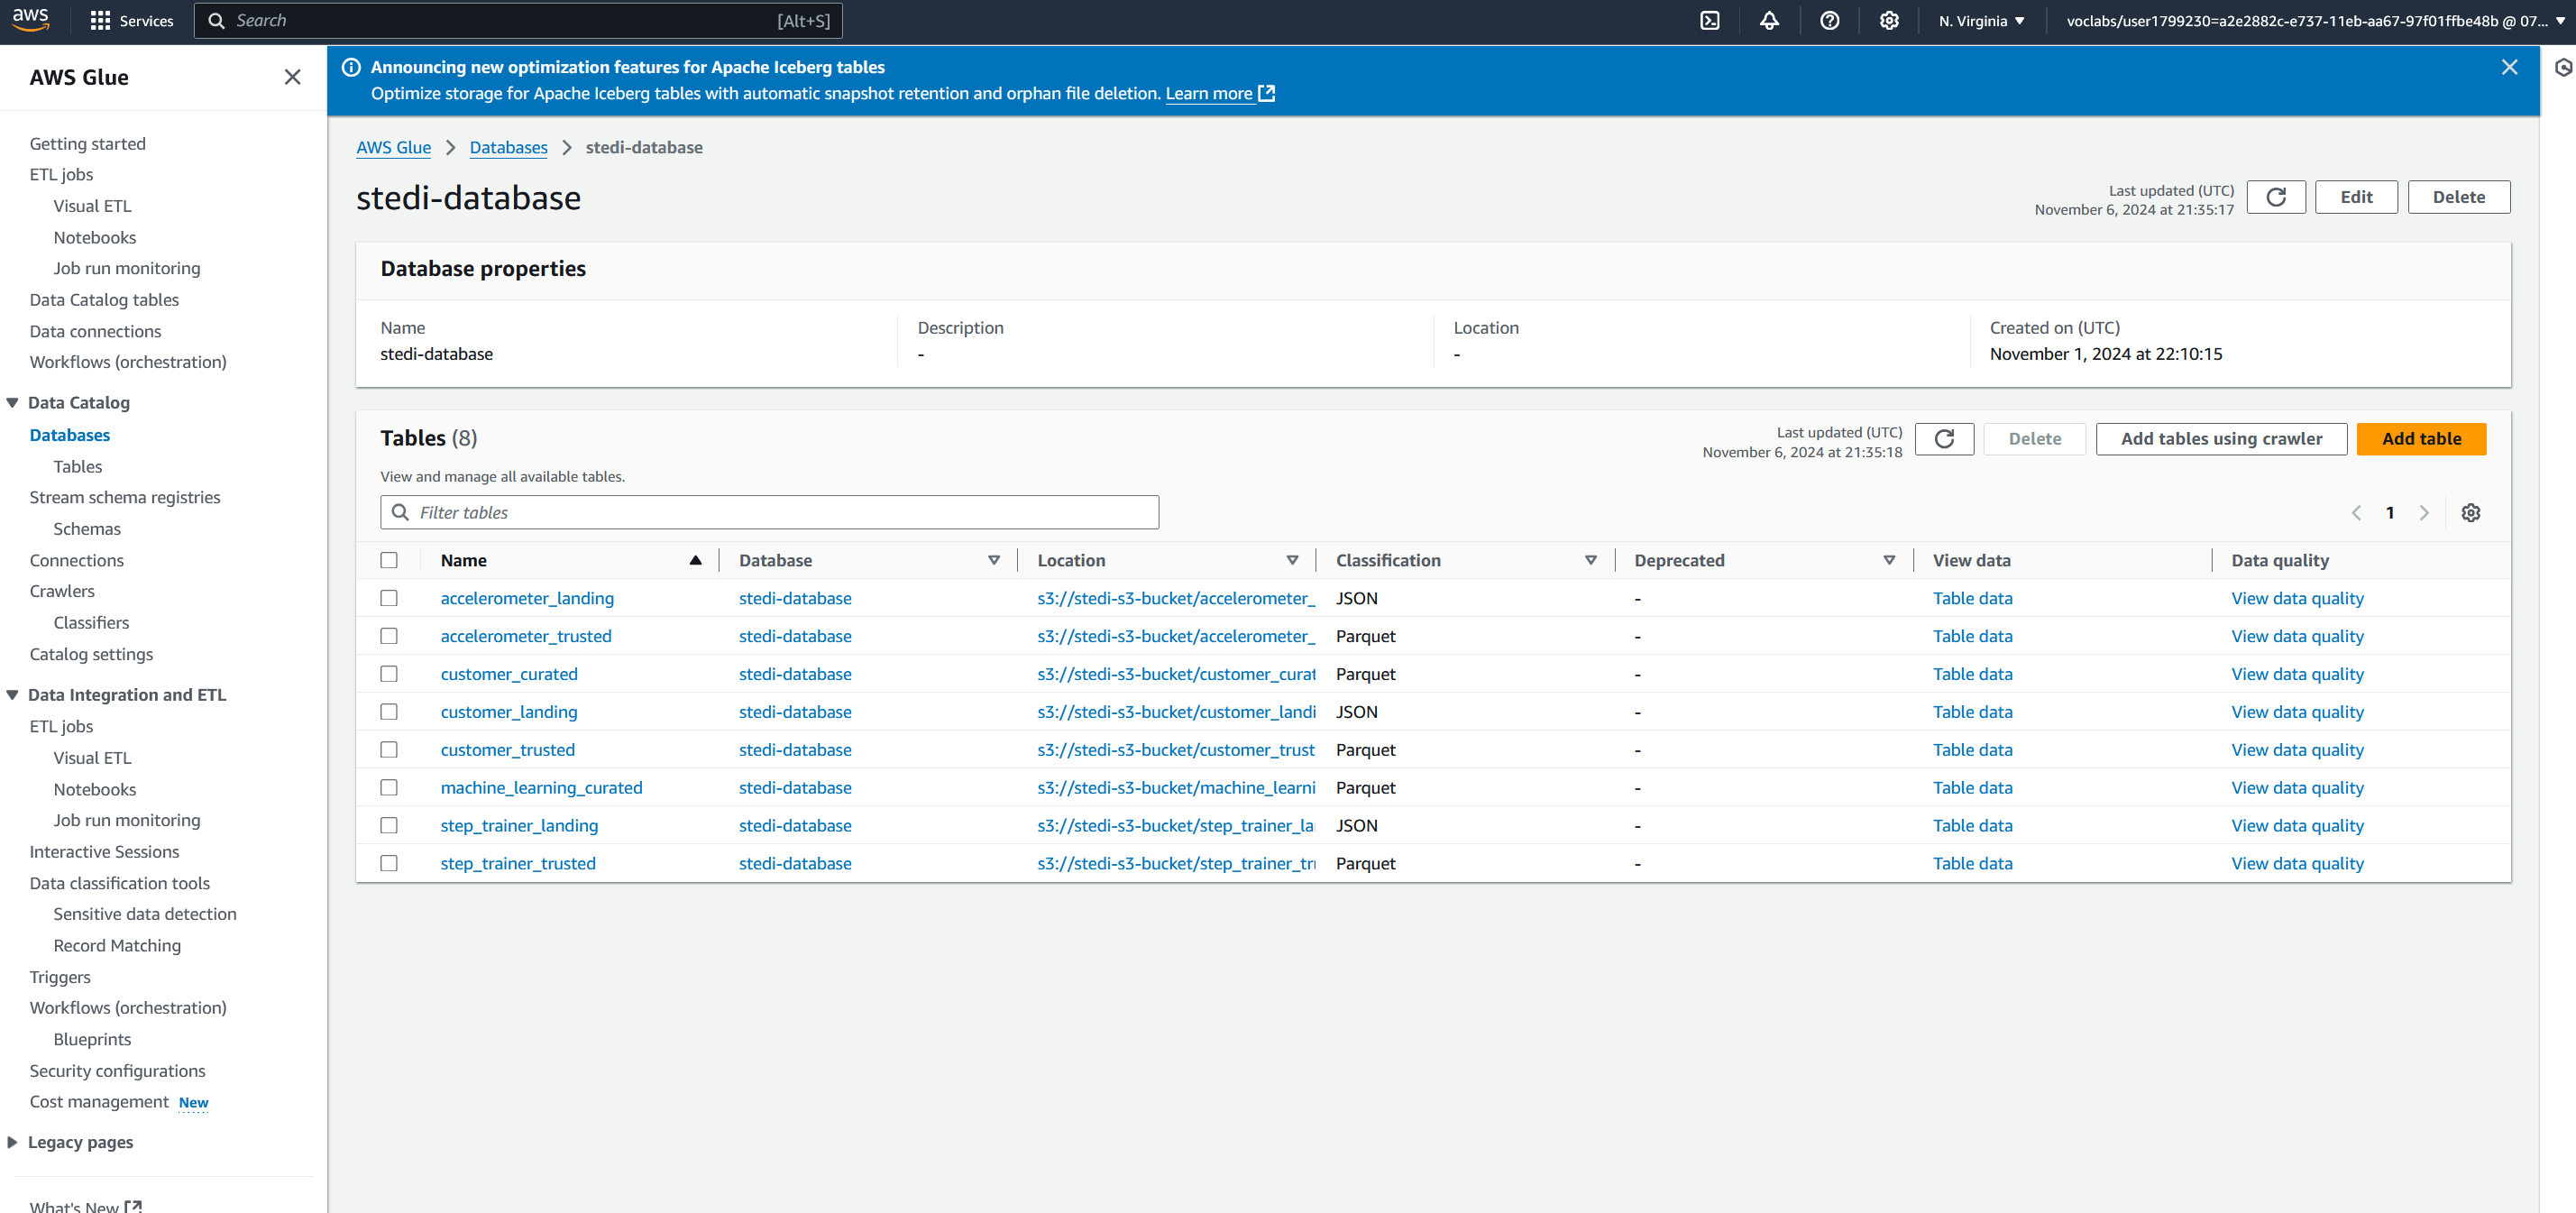 aws Services Search [Alt+S] N. Virginia voclabs/user1799230=a2e2882c-e737-11eb-aa67-97f01ffbe48b @ 07...
AWS Glue
Getting started
ETL jobs
Visual ETL
Notebooks
Job run monitoring
Data Catalog tables
Data connections
Workflows (orchestration)
Data Catalog
Databases
Tables
Stream schema registries
Schemas
Connections
Crawlers
Classifiers
Catalog settings
Data Integration and ETL
ETL jobs
Visual ETL
Notebooks
Job run monitoring
Interactive Sessions
Data classification tools
Sensitive data detection
Record Matching
Triggers
Workflows (orchestration)
Blueprints
Security configurations
Cost management New
Legacy pages
What's New
Announcing new optimization features for Apache Iceberg tables
Optimize storage for Apache Iceberg tables with automatic snapshot retention and orphan file deletion. Learn more
AWS Glue Databases stedi-database
stedi-database
Last updated (UTC)
November 6, 2024 at 21:35:17
Edit Delete
Database properties
Name Description Location Created on (UTC)
stedi-database - - November 1, 2024 at 22:10:15
Tables (8)
Last updated (UTC)
November 6, 2024 at 21:35:18
Delete Add tables using crawler Add table
View and manage all available tables.
Filter tables
1
Name Database Location Classification Deprecated View data Data quality
accelerometer_landing stedi-database s3://stedi-s3-bucket/accelerometer_ JSON - Table data View data quality
accelerometer_trusted stedi-database s3://stedi-s3-bucket/accelerometer_ Parquet - Table data View data quality
customer_curated stedi-database s3://stedi-s3-bucket/customer_curat Parquet - Table data View data quality
customer_landing stedi-database s3://stedi-s3-bucket/customer_landi JSON - Table data View data quality
customer_trusted stedi-database s3://stedi-s3-bucket/customer_trust Parquet - Table data View data quality
machine_learning_curated stedi-database s3://stedi-s3-bucket/machine_learni Parquet - Table data View data quality
step_trainer_landing stedi-database s3://stedi-s3-bucket/step_trainer_la JSON - Table data View data quality
step_trainer_trusted stedi-database s3://stedi-s3-bucket/step_trainer_tr Parquet - Table data View data quality